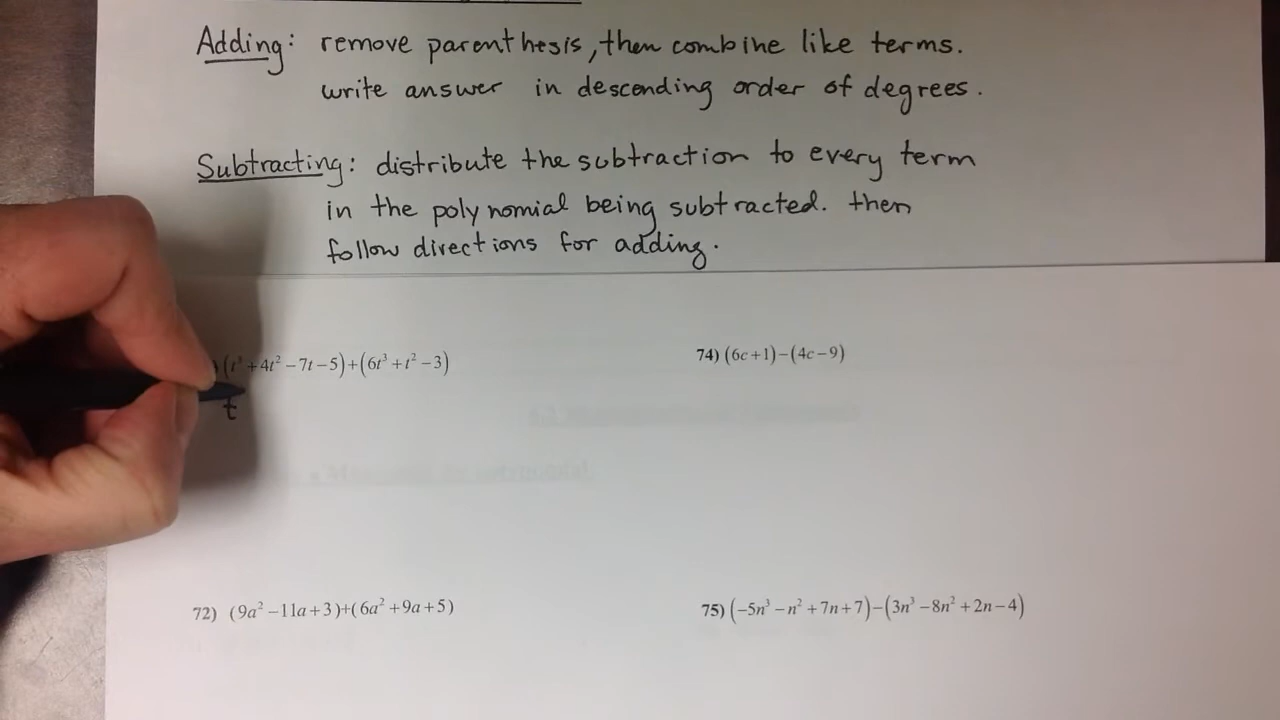 Adding: remove parenthesis, then combine like terms.
write answer in descending order of degrees.
Subtracting: distribute the subtraction to every term
in the polynomial being subtracted. then
follow directions for adding.
) (t³ + 4t² − 7t − 5) + (6t³ + t² − 3)
74) (6c + 1) − (4c − 9)
t
72) (9a² − 11a + 3) + (6a² + 9a + 5)
75) (−5n³ − n² + 7n + 7) − (3n³ − 8n² + 2n − 4)